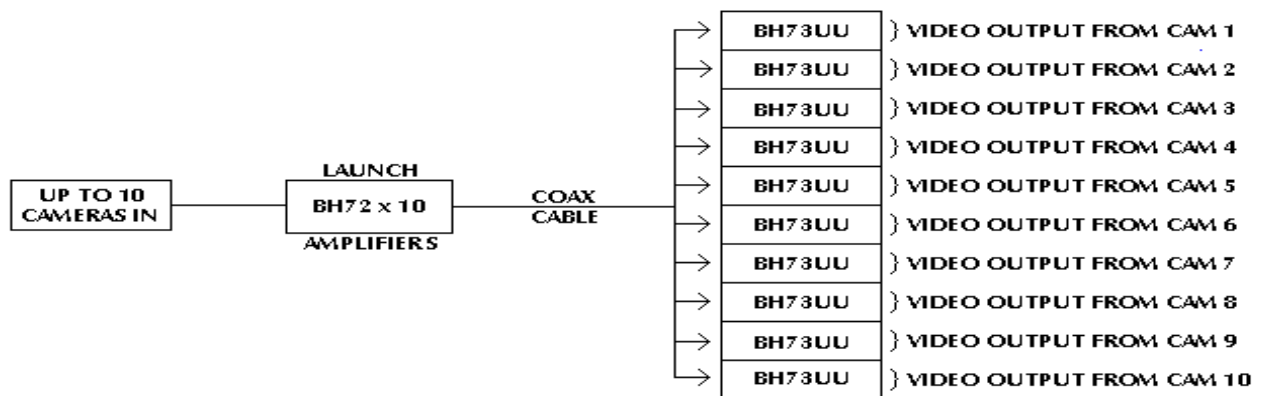 BH73UU } VIDEO OUTPUT FROM CAM 1
BH73UU } VIDEO OUTPUT FROM CAM 2
BH73UU } VIDEO OUTPUT FROM CAM 3
BH73UU } VIDEO OUTPUT FROM CAM 4
LAUNCH
UP TO 10
CAMERAS IN
BH72 x 10
AMPLIFIERS
COAX
CABLE
BH73UU } VIDEO OUTPUT FROM CAM 5
BH73UU } VIDEO OUTPUT FROM CAM 6
BH73UU } VIDEO OUTPUT FROM CAM 7
BH73UU } VIDEO OUTPUT FROM CAM 8
BH73UU } VIDEO OUTPUT FROM CAM 9
BH73UU } VIDEO OUTPUT FROM CAM 10